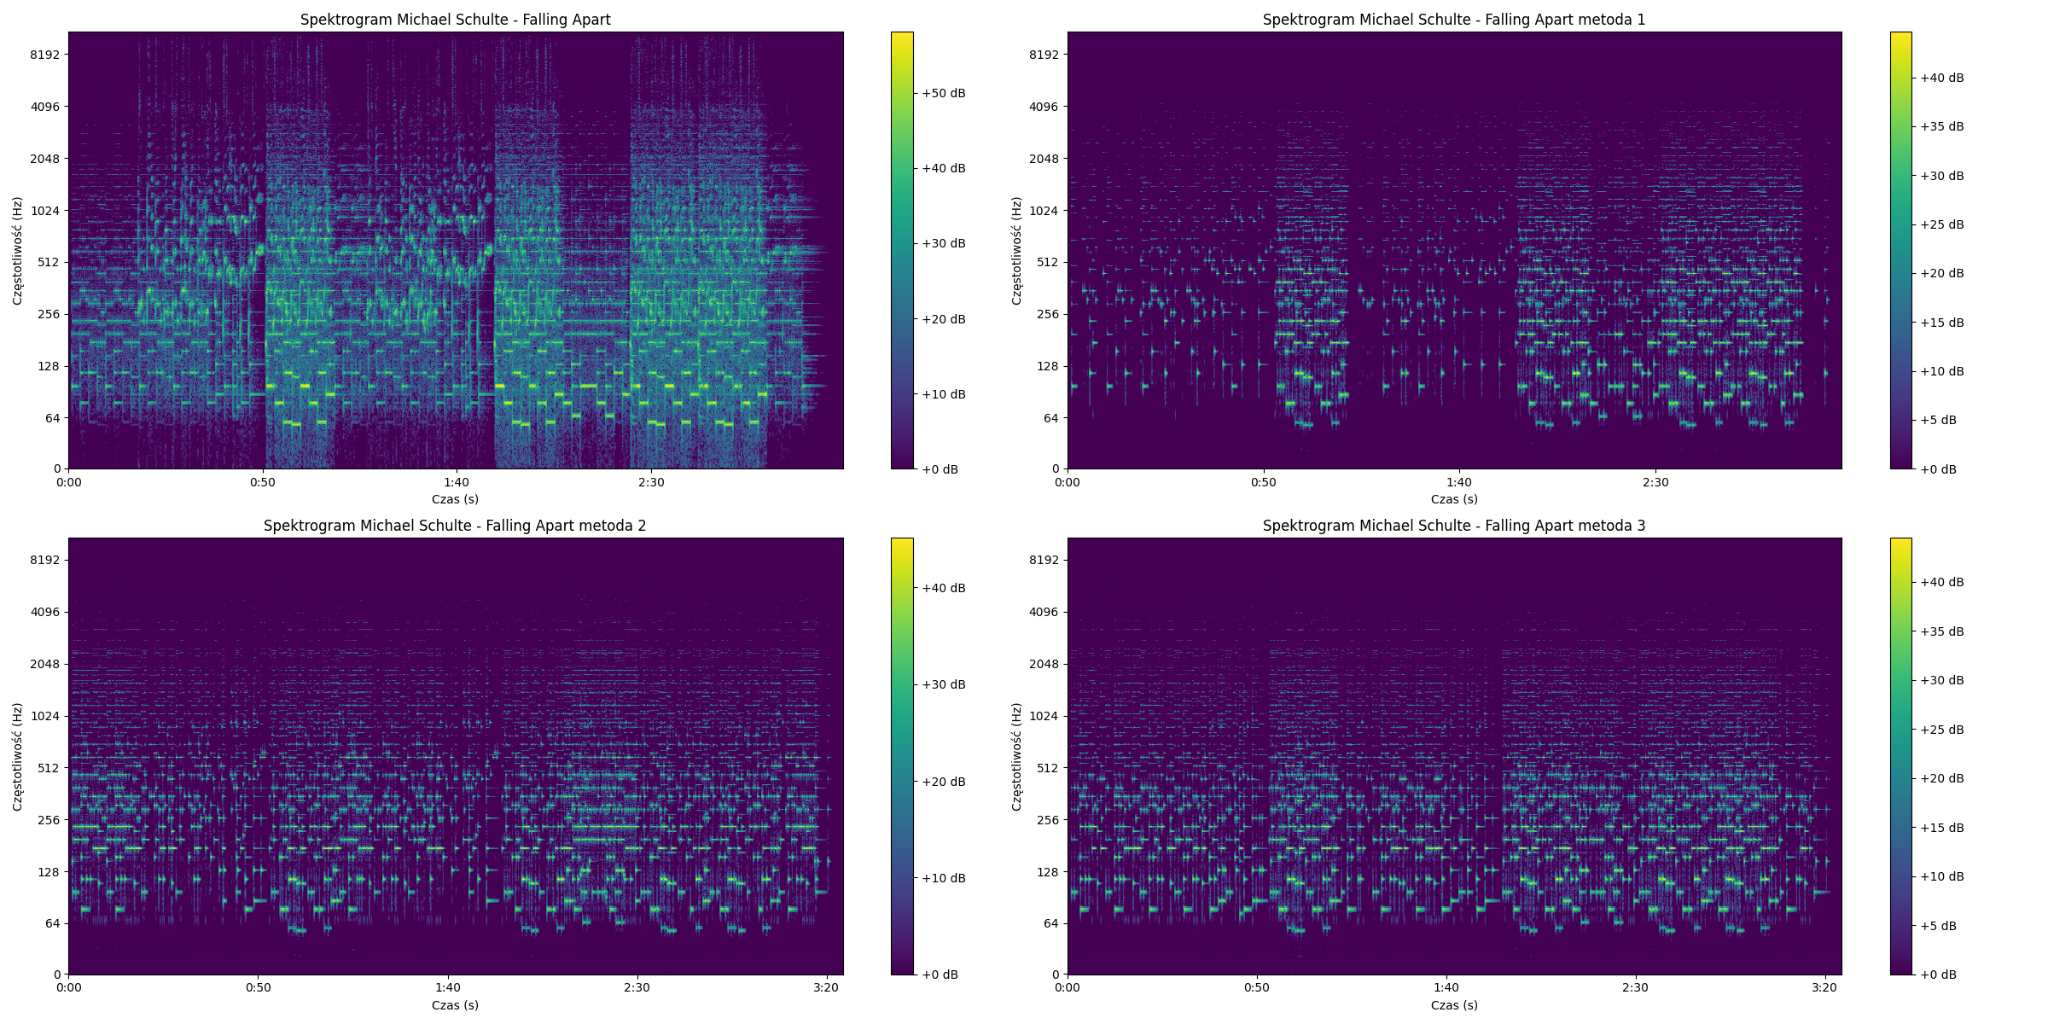 Spektrogram Michael Schulte - Falling Apart
8192
4096
2048
1024
512
256
128
64
0
Częstotliwość (Hz)
0:00 0:50 1:40 2:30
Czas (s)
+50 dB
+40 dB
+30 dB
+20 dB
+10 dB
+0 dB
Spektrogram Michael Schulte - Falling Apart metoda 1
8192
4096
2048
1024
512
256
128
64
0
Częstotliwość (Hz)
0:00 0:50 1:40 2:30
Czas (s)
+40 dB
+35 dB
+30 dB
+25 dB
+20 dB
+15 dB
+10 dB
+5 dB
+0 dB
Spektrogram Michael Schulte - Falling Apart metoda 2
8192
4096
2048
1024
512
256
128
64
0
Częstotliwość (Hz)
0:00 0:50 1:40 2:30 3:20
Czas (s)
+40 dB
+30 dB
+20 dB
+10 dB
+0 dB
Spektrogram Michael Schulte - Falling Apart metoda 3
8192
4096
2048
1024
512
256
128
64
0
Częstotliwość (Hz)
0:00 0:50 1:40 2:30 3:20
Czas (s)
+40 dB
+35 dB
+30 dB
+25 dB
+20 dB
+15 dB
+10 dB
+5 dB
+0 dB